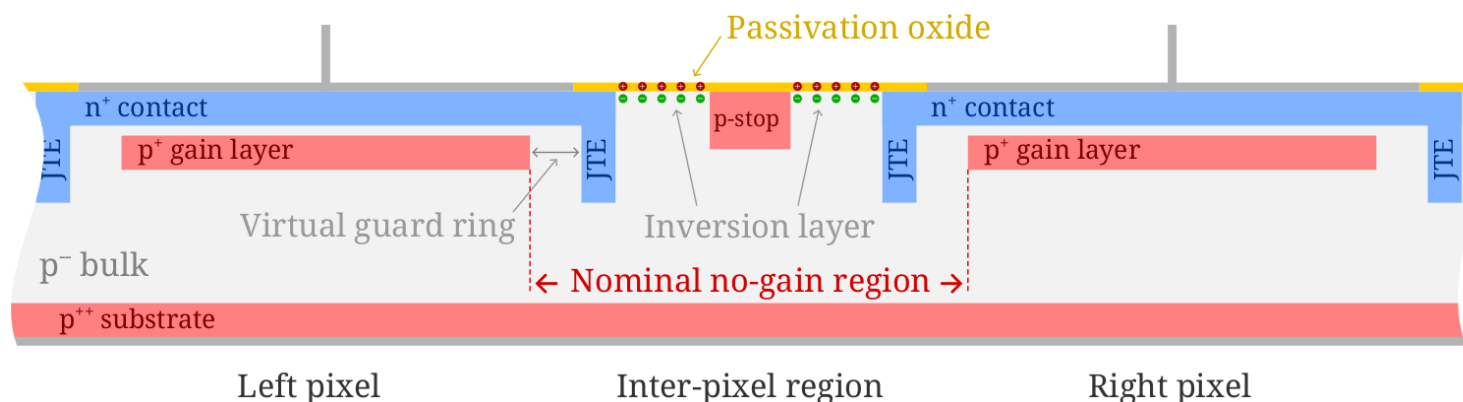 Passivation oxide
n⁺ contact
n⁺ contact
p-stop
JTE
p⁺ gain layer
JTE
JTE
p⁺ gain layer
JTE
Virtual guard ring
Inversion layer
p⁻ bulk
← Nominal no-gain region →
p⁺⁺ substrate
Left pixel
Inter-pixel region
Right pixel